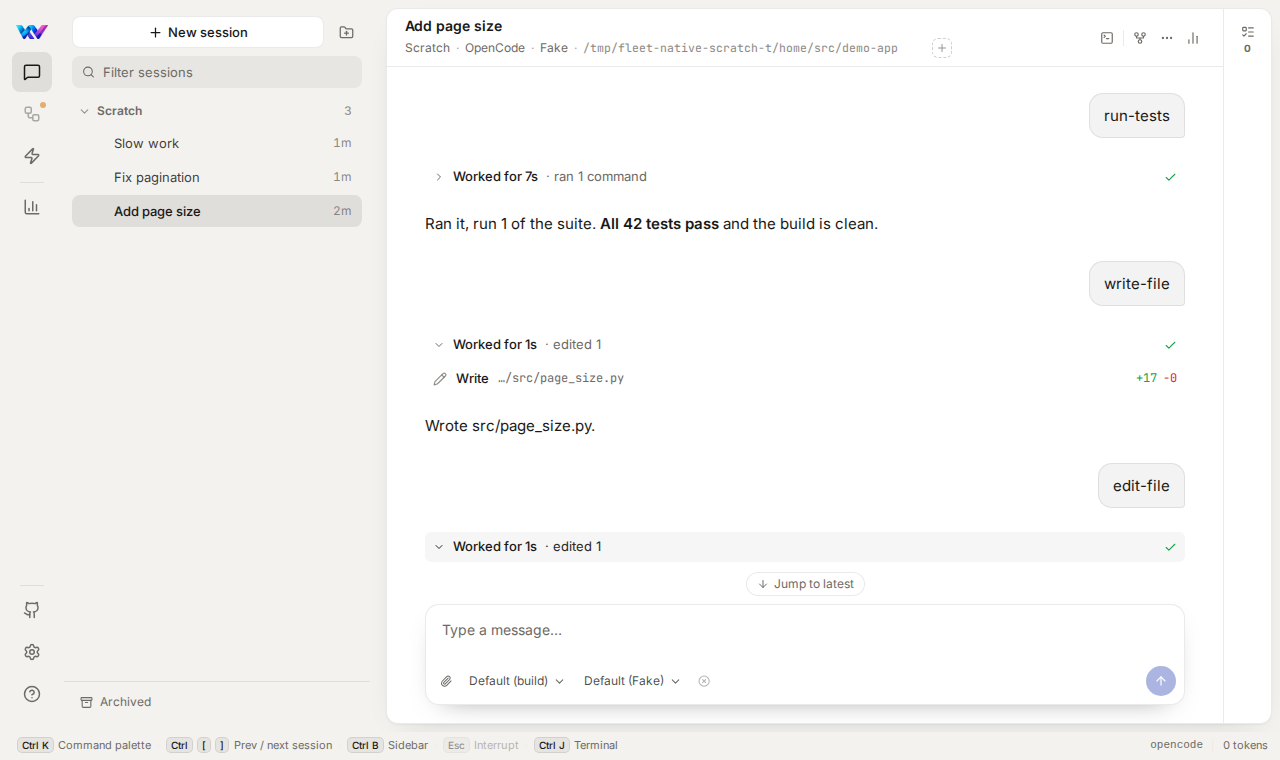 New session
Filter sessions
Scratch 3
Slow work 1m
Fix pagination 1m
Add page size 2m
Archived
Add page size
Scratch · OpenCode · Fake · /tmp/fleet-native-scratch-t/home/src/demo-app
0
run-tests
Worked for 7s · ran 1 command
Ran it, run 1 of the suite. All 42 tests pass and the build is clean.
write-file
Worked for 1s · edited 1
Write …/src/page_size.py +17 -0
Wrote src/page_size.py.
edit-file
Worked for 1s · edited 1
Jump to latest
Type a message...
Default (build) Default (Fake)
Ctrl K Command palette Ctrl [ ] Prev / next session Ctrl B Sidebar Esc Interrupt Ctrl J Terminal opencode 0 tokens